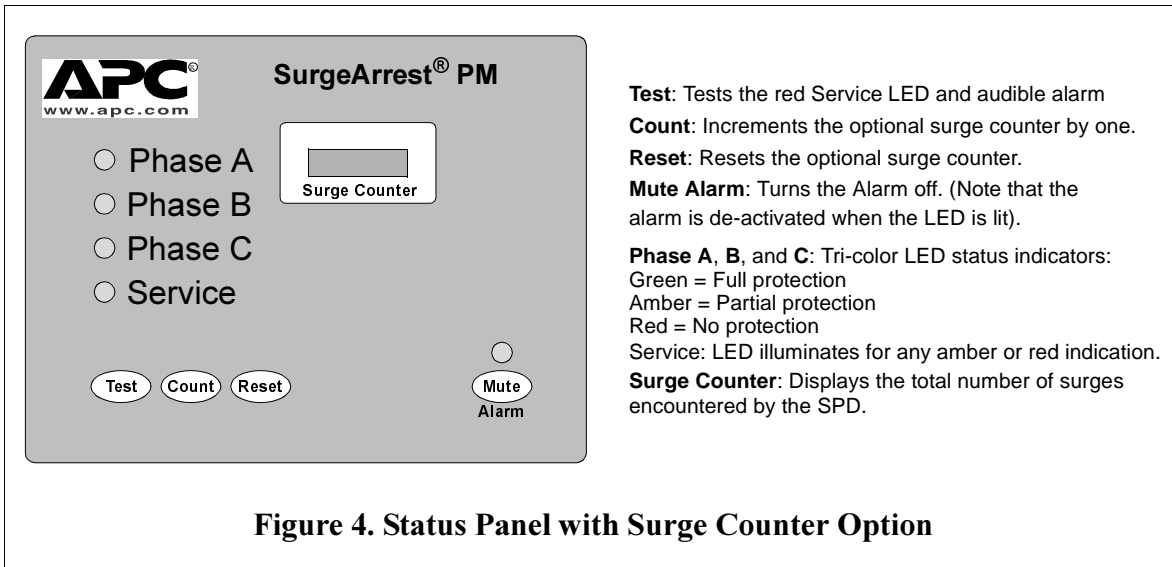 APC®
www.apc.com
SurgeArrest® PM
Surge Counter
Phase A
Phase B
Phase C
Service
Test
Count
Reset
Mute
Alarm
Test: Tests the red Service LED and audible alarm
Count: Increments the optional surge counter by one.
Reset: Resets the optional surge counter.
Mute Alarm: Turns the Alarm off. (Note that the
alarm is de-activated when the LED is lit).
Phase A, B, and C: Tri-color LED status indicators:
Green = Full protection
Amber = Partial protection
Red = No protection
Service: LED illuminates for any amber or red indication.
Surge Counter: Displays the total number of surges
encountered by the SPD.
Figure 4. Status Panel with Surge Counter Option